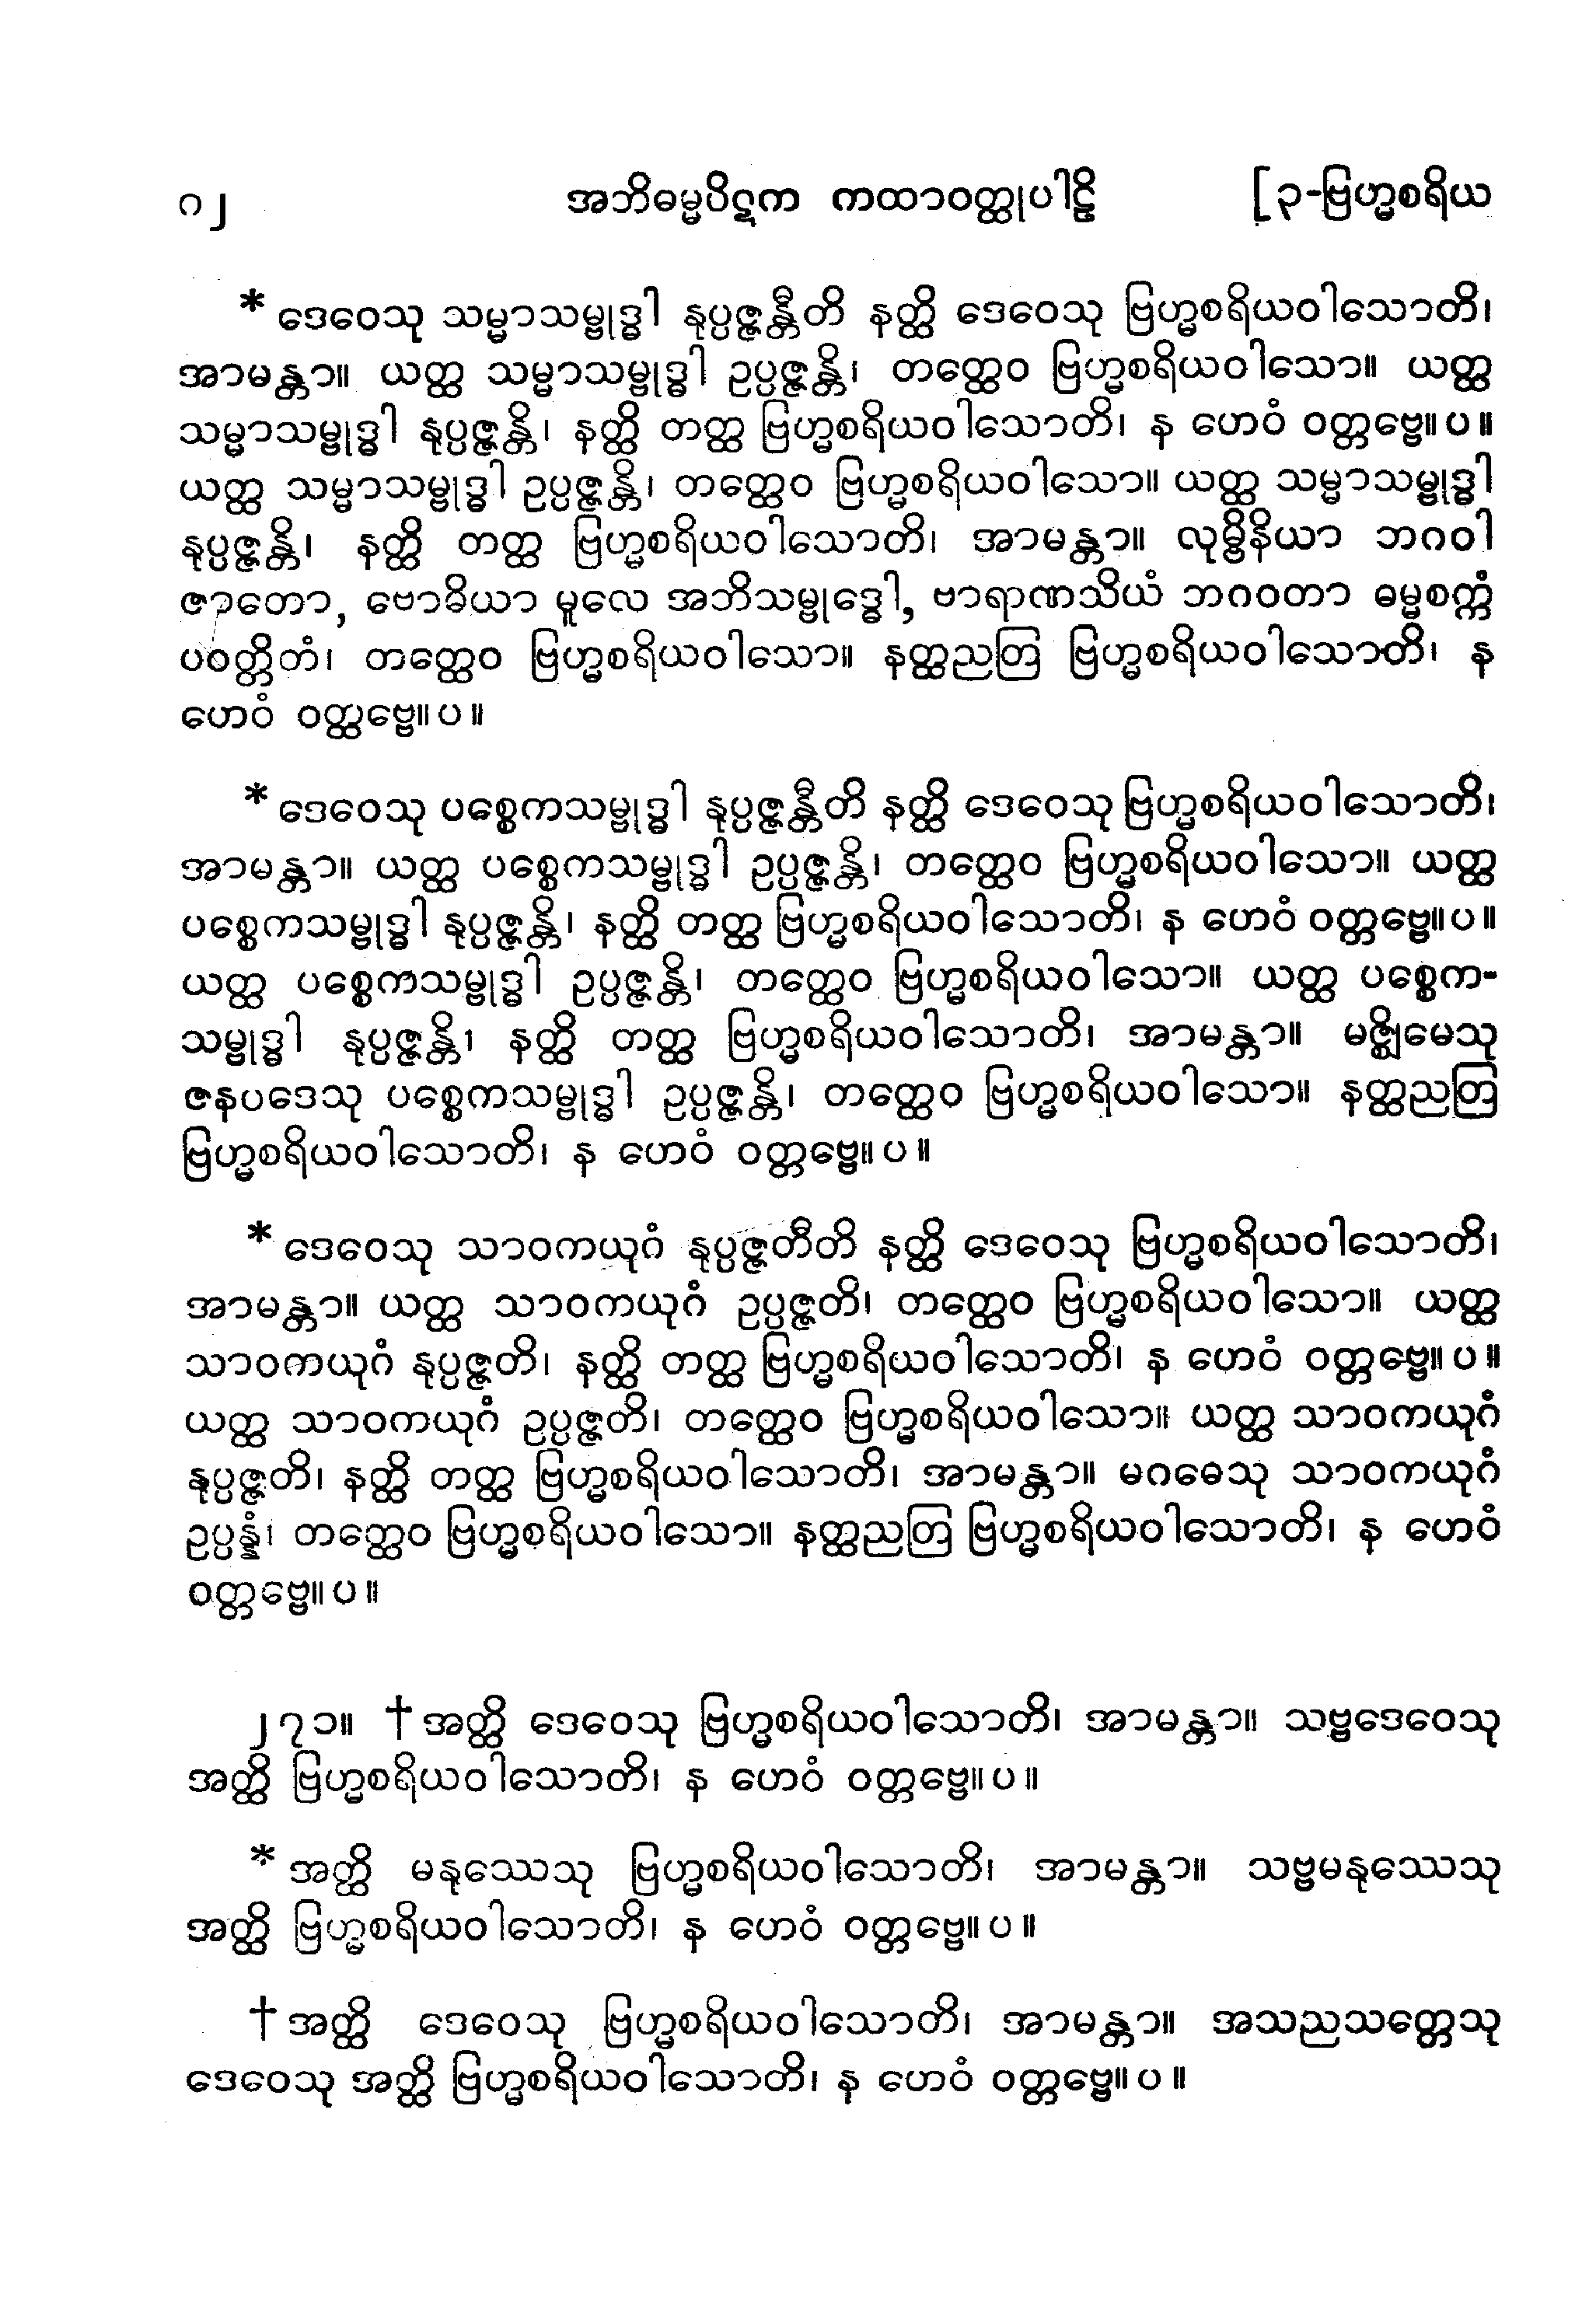 ၈၂ အဘိဓမ္မပိဋက ကထာဝတ္ထုပါဠိ [၃-ဗြဟ္မစရိယ
* ဒေဝေသု သမ္မာသမ္ဗုဒ္ဓါ နုပ္ပဇ္ဇန္တီတိ နတ္ထိ ဒေဝေသု ဗြဟ္မစရိယဝါသောတိ၊
အာမန္တာ။ ယတ္ထ သမ္မာသမ္ဗုဒ္ဓါ ဥပ္ပဇ္ဇန္တိ၊ တတ္ထေဝ ဗြဟ္မစရိယဝါသော။ ယတ္ထ
သမ္မာသမ္ဗုဒ္ဓါ နုပ္ပဇ္ဇန္တိ၊ နတ္ထိ တတ္ထ ဗြဟ္မစရိယဝါသောတိ၊ န ဟေဝံ ဝတ္တဗ္ဗေ။ပ။
ယတ္ထ သမ္မာသမ္ဗုဒ္ဓါ ဥပ္ပဇ္ဇန္တိ၊ တတ္ထေဝ ဗြဟ္မစရိယဝါသော။ ယတ္ထ သမ္မာသမ္ဗုဒ္ဓါ
နုပ္ပဇ္ဇန္တိ၊ နတ္ထိ တတ္ထ ဗြဟ္မစရိယဝါသောတိ၊ အာမန္တာ။ လုမ္ဗိနိယာ ဘဂဝါ
ဇာတော, ဗောဓိယာ မူလေ အဘိသမ္ဗုဒ္ဓေါ, ဗာရာဏသိယံ ဘဂဝတာ ဓမ္မစက္ကံ
ပဝတ္တိတံ၊ တတ္ထေဝ ဗြဟ္မစရိယဝါသော။ နတ္ထညတြ ဗြဟ္မစရိယဝါသောတိ၊ န
ဟေဝံ ဝတ္ထဗ္ဗေ။ပ။
* ဒေဝေသု ပစ္စေကသမ္ဗုဒ္ဓါ နုပ္ပဇ္ဇန္တီတိ နတ္ထိ ဒေဝေသု ဗြဟ္မစရိယဝါသောတိ၊
အာမန္တာ။ ယတ္ထ ပစ္စေကသမ္ဗုဒ္ဓါ ဥပ္ပဇ္ဇန္တိ၊ တတ္ထေဝ ဗြဟ္မစရိယဝါသော။ ယတ္ထ
ပစ္စေကသမ္ဗုဒ္ဓါ နုပ္ပဇ္ဇန္တိ၊ နတ္ထိ တတ္ထ ဗြဟ္မစရိယဝါသောတိ၊ န ဟေဝံ ဝတ္တဗ္ဗေ။ပ။
ယတ္ထ ပစ္စေကသမ္ဗုဒ္ဓါ ဥပ္ပဇ္ဇန္တိ၊ တတ္ထေဝ ဗြဟ္မစရိယဝါသော။ ယတ္ထ ပစ္စေက-
သမ္ဗုဒ္ဓါ နုပ္ပဇ္ဇန္တိ၊ နတ္ထိ တတ္ထ ဗြဟ္မစရိယဝါသောတိ၊ အာမန္တာ။ မဇ္ဈိမေသု
ဇနပဒေသု ပစ္စေကသမ္ဗုဒ္ဓါ ဥပ္ပဇ္ဇန္တိ၊ တတ္ထေဝ ဗြဟ္မစရိယဝါသော။ နတ္ထညတြ
ဗြဟ္မစရိယဝါသောတိ၊ န ဟေဝံ ဝတ္တဗ္ဗေ။ပ။
* ဒေဝေသု သာဝကယုဂံ နုပ္ပဇ္ဇတီတိ နတ္ထိ ဒေဝေသု ဗြဟ္မစရိယဝါသောတိ၊
အာမန္တာ။ ယတ္ထ သာဝကယုဂံ ဥပ္ပဇ္ဇတိ၊ တတ္ထေဝ ဗြဟ္မစရိယဝါသော။ ယတ္ထ
သာဝကယုဂံ နုပ္ပဇ္ဇတိ၊ နတ္ထိ တတ္ထ ဗြဟ္မစရိယဝါသောတိ၊ န ဟေဝံ ဝတ္တဗ္ဗေ။ပ။
ယတ္ထ သာဝကယုဂံ ဥပ္ပဇ္ဇတိ၊ တတ္ထေဝ ဗြဟ္မစရိယဝါသော။ ယတ္ထ သာဝကယုဂံ
နုပ္ပဇ္ဇတိ၊ နတ္ထိ တတ္ထ ဗြဟ္မစရိယဝါသောတိ၊ အာမန္တာ။ မဂဓေသု သာဝကယုဂံ
ဥပ္ပန္နံ၊ တတ္ထေဝ ဗြဟ္မစရိယဝါသော။ နတ္ထညတြ ဗြဟ္မစရိယဝါသောတိ၊ န ဟေဝံ
ဝတ္တဗ္ဗေ။ပ။
၂၇၁။ †အတ္ထိ ဒေဝေသု ဗြဟ္မစရိယဝါသောတိ၊ အာမန္တာ။ သဗ္ဗဒေဝေသု
အတ္ထိ ဗြဟ္မစရိယဝါသောတိ၊ န ဟေဝံ ဝတ္တဗ္ဗေ။ပ။
* အတ္ထိ မနုဿေသု ဗြဟ္မစရိယဝါသောတိ၊ အာမန္တာ။ သဗ္ဗမနုဿေသု
အတ္ထိ ဗြဟ္မစရိယဝါသောတိ၊ န ဟေဝံ ဝတ္တဗ္ဗေ။ပ။
†အတ္ထိ ဒေဝေသု ဗြဟ္မစရိယဝါသောတိ၊ အာမန္တာ။ အသညသတ္တေသု
ဒေဝေသု အတ္ထိ ဗြဟ္မစရိယဝါသောတိ၊ န ဟေဝံ ဝတ္တဗ္ဗေ။ပ။